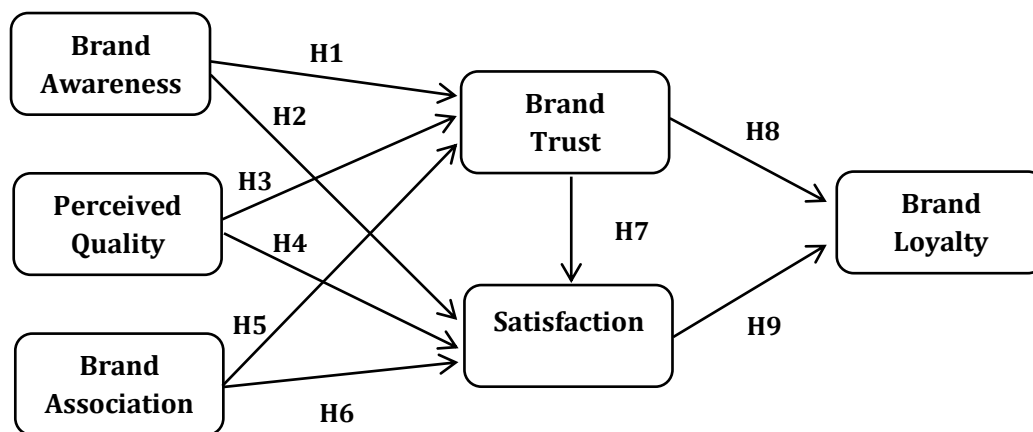 Brand
Awareness
H1
H2
Brand
Trust
H8
Perceived
Quality
H3
H4
H7
Brand
Loyalty
Brand
Association
H5
H6
Satisfaction
H9